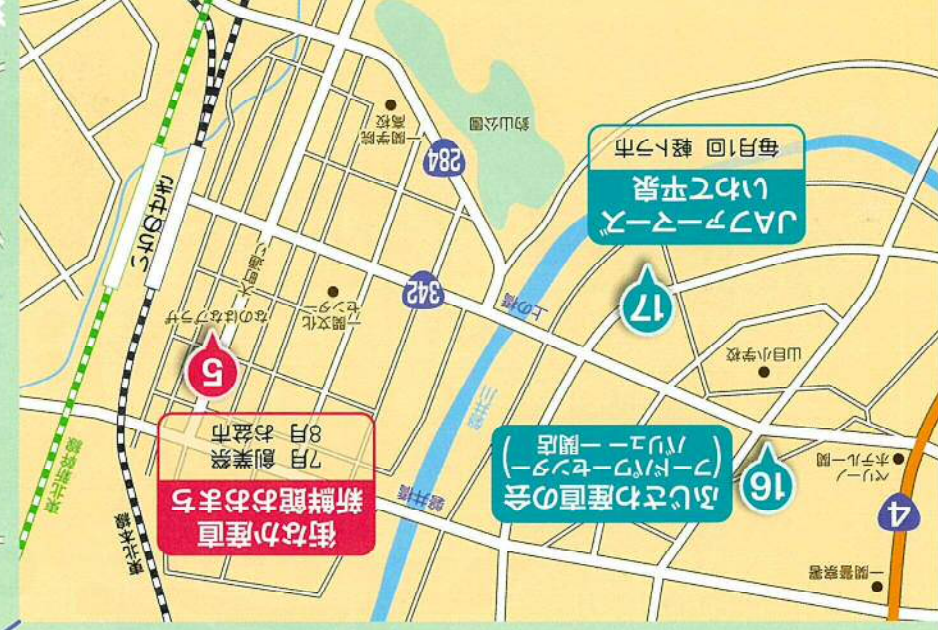 一関警察署
4
ベリーノ
ホテル一関
16
ふじさわ産直の会
(フードパワーセンター
バリュー 一関店)
磐井橋
街なか産直
新鮮館おおまち
7月 創業祭
8月 お盆市
東北本線
東北新幹線
山目小学校
磐井川
5
17
上の橋
342
一関文化
センター
なのはなプラザ
大町通り
いちのせき
JAファーマーズ
いわて平泉
毎月1回 軽トラ市
釣山公園
284
一関学院
高校